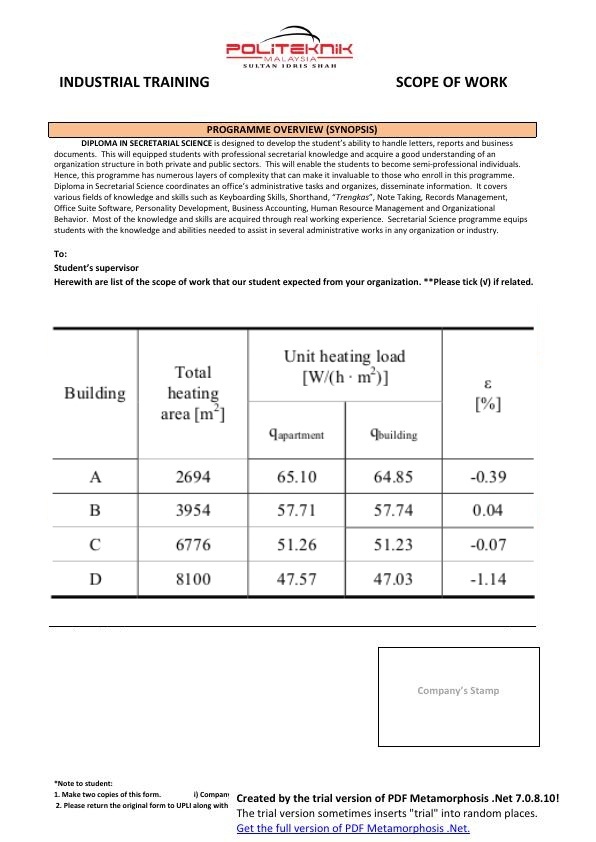 POLITEKNIK
MALAYSIA
SULTAN IDRIS SHAH
INDUSTRIAL TRAINING SCOPE OF WORK
PROGRAMME OVERVIEW (SYNOPSIS)
DIPLOMA IN SECRETARIAL SCIENCE is designed to develop the student's ability to handle letters, reports and business
documents. This will equipped students with professional secretarial knowledge and acquire a good understanding of an
organization structure in both private and public sectors. This will enable the students to become semi-professional individuals.
Hence, this programme has numerous layers of complexity that can make it invaluable to those who enroll in this programme.
Diploma in Secretarial Science coordinates an office's administrative tasks and organizes, disseminate information. It covers
various fields of knowledge and skills such as Keyboarding Skills, Shorthand, "Trengkas", Note Taking, Records Management,
Office Suite Software, Personality Development, Business Accounting, Human Resource Management and Organizational
Behavior. Most of the knowledge and skills are acquired through real working experience. Secretarial Science programme equips
students with the knowledge and abilities needed to assist in several administrative works in any organization or industry.
To:
Student's supervisor
Herewith are list of the scope of work that our student expected from your organization. **Please tick (√) if related.
Building Total heating area [m²] Unit heating load [W/(h · m²)] ε [%]
qapartment qbuilding
A 2694 65.10 64.85 -0.39
B 3954 57.71 57.74 0.04
C 6776 51.26 51.23 -0.07
D 8100 47.57 47.03 -1.14
Company's Stamp
*Note to student:
1. Make two copies of this form. i) Company
2. Please return the original form to UPLI along with
Created by the trial version of PDF Metamorphosis .Net 7.0.8.10!
The trial version sometimes inserts "trial" into random places.
Get the full version of PDF Metamorphosis .Net.